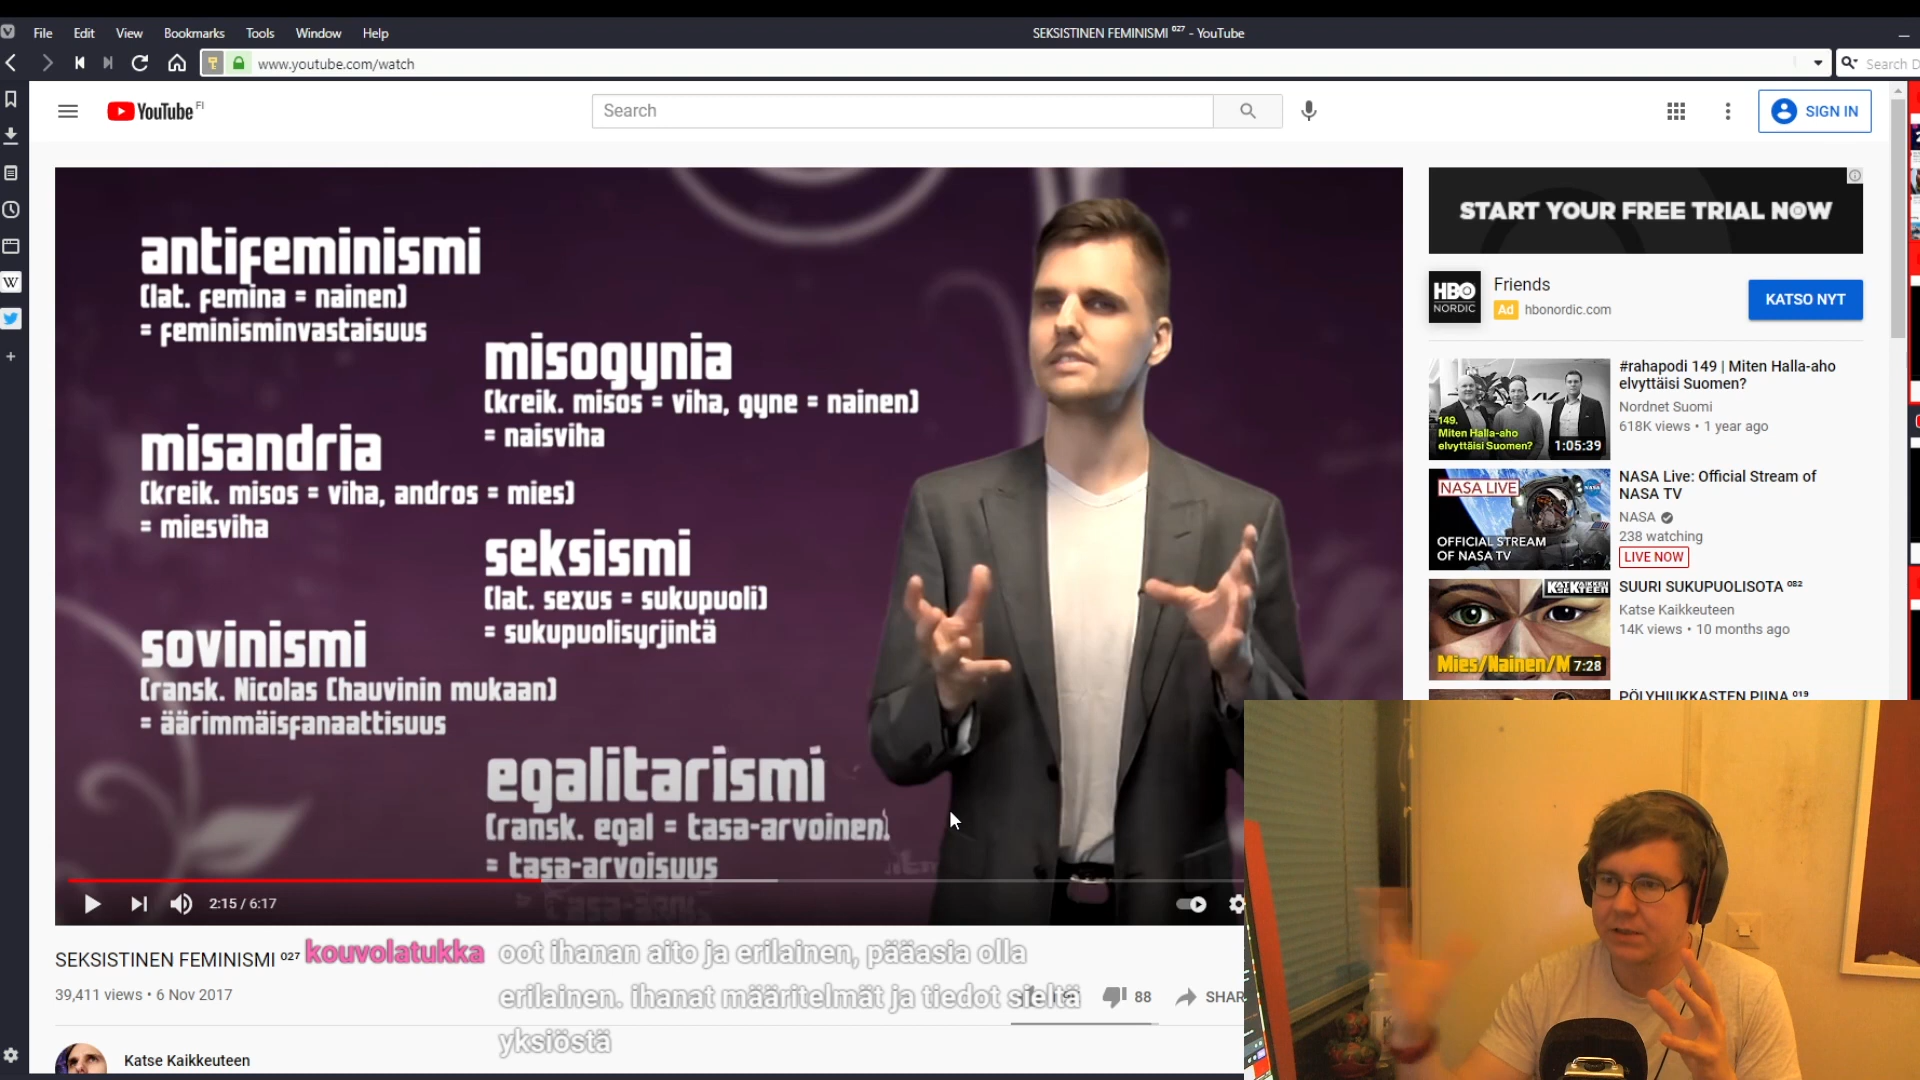 SEKSISTINEN FEMINISMI 027 - YouTube
File Edit View Bookmarks Tools Window Help
www.youtube.com/watch
Search D
YouTube FI
Search
SIGN IN
antifeminismi
(lat. femina = nainen)
= feminisminvastaisuus
misogynia
(kreik. misos = viha, gyne = nainen)
= naisviha
misandria
(kreik. misos = viha, andros = mies)
= miesviha
seksismi
(lat. sexus = sukupuoli)
= sukupuolisyrjintä
sovinismi
(ransk. Nicolas Chauvinin mukaan)
= äärimmäisfanaattisuus
egalitarismi
(ransk. egal = tasa-arvoinen)
= tasa-arvoisuus
2:15 / 6:17
SEKSISTINEN FEMINISMI 027
39,411 views • 6 Nov 2017
88
SHAR
kouvolatukka oot ihanan aito ja erilainen, pääasia olla
erilainen. ihanat määritelmät ja tiedot sieltä
yksiöstä
Katse Kaikkeuteen
START YOUR FREE TRIAL NOW
HBO
NORDIC
Friends
Ad hbonordic.com
KATSO NYT
149.
Miten Halla-aho
elvyttäisi Suomen?
1:05:39
#rahapodi 149 | Miten Halla-aho
elvyttäisi Suomen?
Nordnet Suomi
618K views • 1 year ago
NASA LIVE
OFFICIAL STREAM
OF NASA TV
NASA Live: Official Stream of
NASA TV
NASA
238 watching
LIVE NOW
Mies/Nainen/M
7:28
SUURI SUKUPUOLISOTA 082
Katse Kaikkeuteen
14K views • 10 months ago
PÖLYHIUKKASTEN PIINA 019